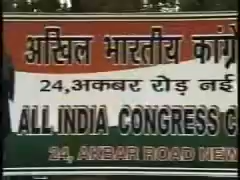 अखिल भारतीय कांग्रे
24, अकबर रोड़ नई
ALL INDIA CONGRESS C
24, AKBAR ROAD NEW